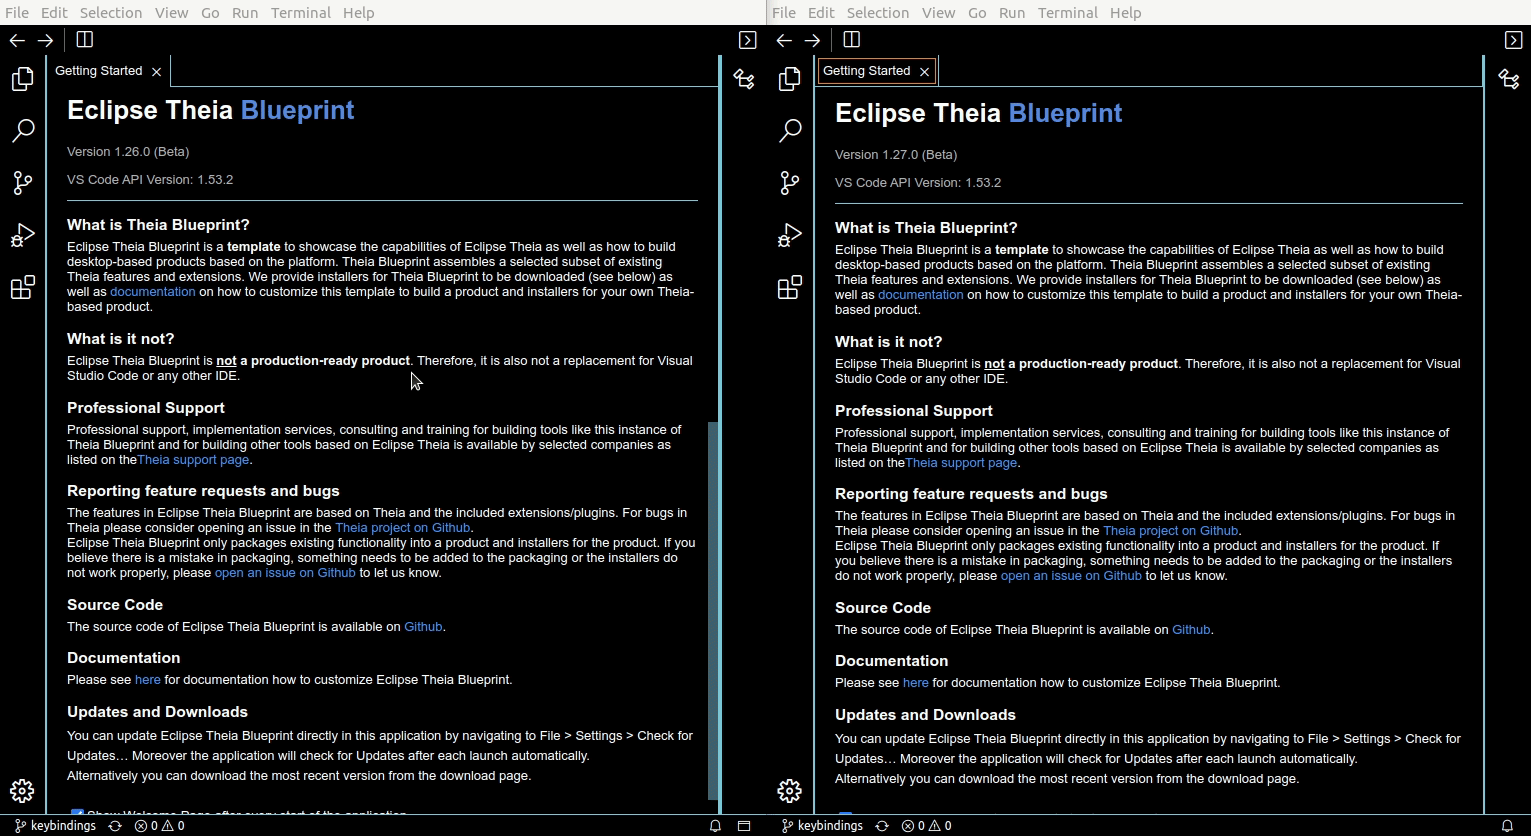 File Edit Selection View Go Run Terminal Help
Getting Started
Eclipse Theia Blueprint
Version 1.26.0 (Beta)
VS Code API Version: 1.53.2
What is Theia Blueprint?
Eclipse Theia Blueprint is a template to showcase the capabilities of Eclipse Theia as well as how to build
desktop-based products based on the platform. Theia Blueprint assembles a selected subset of existing
Theia features and extensions. We provide installers for Theia Blueprint to be downloaded (see below) as
well as documentation on how to customize this template to build a product and installers for your own Theia-
based product.
What is it not?
Eclipse Theia Blueprint is not a production-ready product. Therefore, it is also not a replacement for Visual
Studio Code or any other IDE.
Professional Support
Professional support, implementation services, consulting and training for building tools like this instance of
Theia Blueprint and for building other tools based on Eclipse Theia is available by selected companies as
listed on theTheia support page.
Reporting feature requests and bugs
The features in Eclipse Theia Blueprint are based on Theia and the included extensions/plugins. For bugs in
Theia please consider opening an issue in the Theia project on Github.
Eclipse Theia Blueprint only packages existing functionality into a product and installers for the product. If you
believe there is a mistake in packaging, something needs to be added to the packaging or the installers do
not work properly, please open an issue on Github to let us know.
Source Code
The source code of Eclipse Theia Blueprint is available on Github.
Documentation
Please see here for documentation how to customize Eclipse Theia Blueprint.
Updates and Downloads
You can update Eclipse Theia Blueprint directly in this application by navigating to File > Settings > Check for
Updates… Moreover the application will check for Updates after each launch automatically.
Alternatively you can download the most recent version from the download page.
Show Welcome Page after every start of the application
keybindings 0 0
File Edit Selection View Go Run Terminal Help
Getting Started
Eclipse Theia Blueprint
Version 1.27.0 (Beta)
VS Code API Version: 1.53.2
What is Theia Blueprint?
Eclipse Theia Blueprint is a template to showcase the capabilities of Eclipse Theia as well as how to build
desktop-based products based on the platform. Theia Blueprint assembles a selected subset of existing
Theia features and extensions. We provide installers for Theia Blueprint to be downloaded (see below) as
well as documentation on how to customize this template to build a product and installers for your own Theia-
based product.
What is it not?
Eclipse Theia Blueprint is not a production-ready product. Therefore, it is also not a replacement for Visual
Studio Code or any other IDE.
Professional Support
Professional support, implementation services, consulting and training for building tools like this instance of
Theia Blueprint and for building other tools based on Eclipse Theia is available by selected companies as
listed on theTheia support page.
Reporting feature requests and bugs
The features in Eclipse Theia Blueprint are based on Theia and the included extensions/plugins. For bugs in
Theia please consider opening an issue in the Theia project on Github.
Eclipse Theia Blueprint only packages existing functionality into a product and installers for the product. If
you believe there is a mistake in packaging, something needs to be added to the packaging or the installers
do not work properly, please open an issue on Github to let us know.
Source Code
The source code of Eclipse Theia Blueprint is available on Github.
Documentation
Please see here for documentation how to customize Eclipse Theia Blueprint.
Updates and Downloads
You can update Eclipse Theia Blueprint directly in this application by navigating to File > Settings > Check for
Updates… Moreover the application will check for Updates after each launch automatically.
Alternatively you can download the most recent version from the download page.
keybindings 0 0